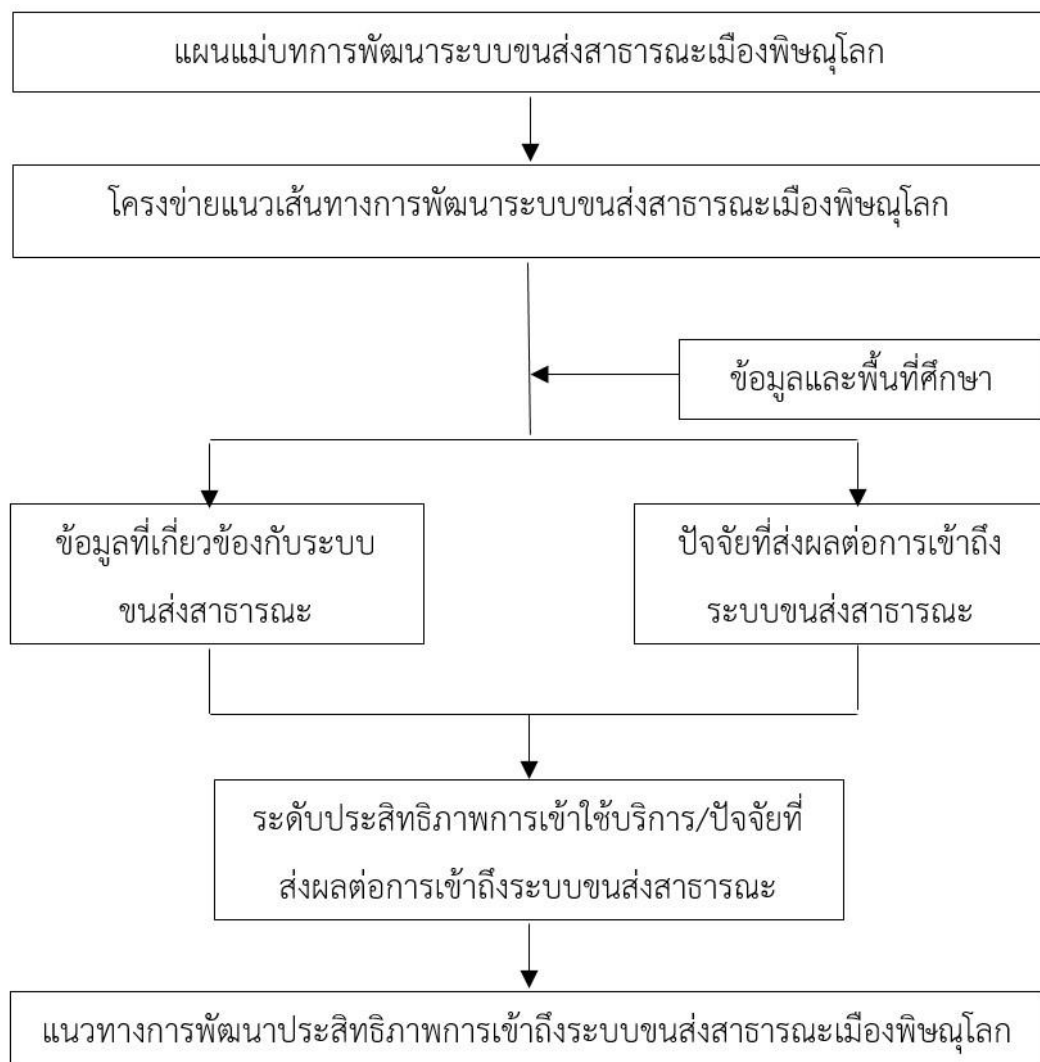 แผนแม่บทการพัฒนาระบบขนส่งสาธารณะเมืองพิษณุโลก
โครงข่ายแนวเส้นทางการพัฒนาระบบขนส่งสาธารณะเมืองพิษณุโลก
ข้อมูลและพื้นที่ศึกษา
ข้อมูลที่เกี่ยวข้องกับระบบ
ขนส่งสาธารณะ
ปัจจัยที่ส่งผลต่อการเข้าถึง
ระบบขนส่งสาธารณะ
ระดับประสิทธิภาพการเข้าใช้บริการ/ปัจจัยที่
ส่งผลต่อการเข้าถึงระบบขนส่งสาธารณะ
แนวทางการพัฒนาประสิทธิภาพการเข้าถึงระบบขนส่งสาธารณะเมืองพิษณุโลก